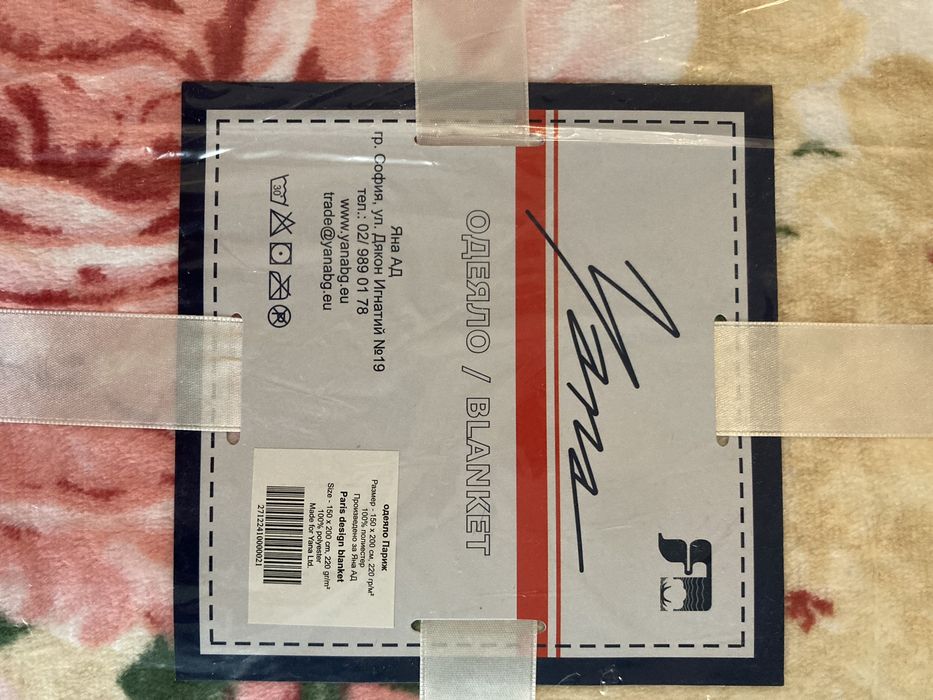 Yana
ОДЕЯЛО / BLANKET
Яна АД
гр. София, ул. Дякон Игнатий №19
тел.: 02/ 989 01 78
www.yanabg.eu
trade@yanabg.eu
30
P
одеяло Париж
Размер - 150 x 200 см, 220 гр/м²
100% полиестер
Произведено за Яна АД
Paris design blanket
Size - 150 x 200 cm, 220 gr/m²
100% polyester
Made for Yana Ltd.
27122410000021